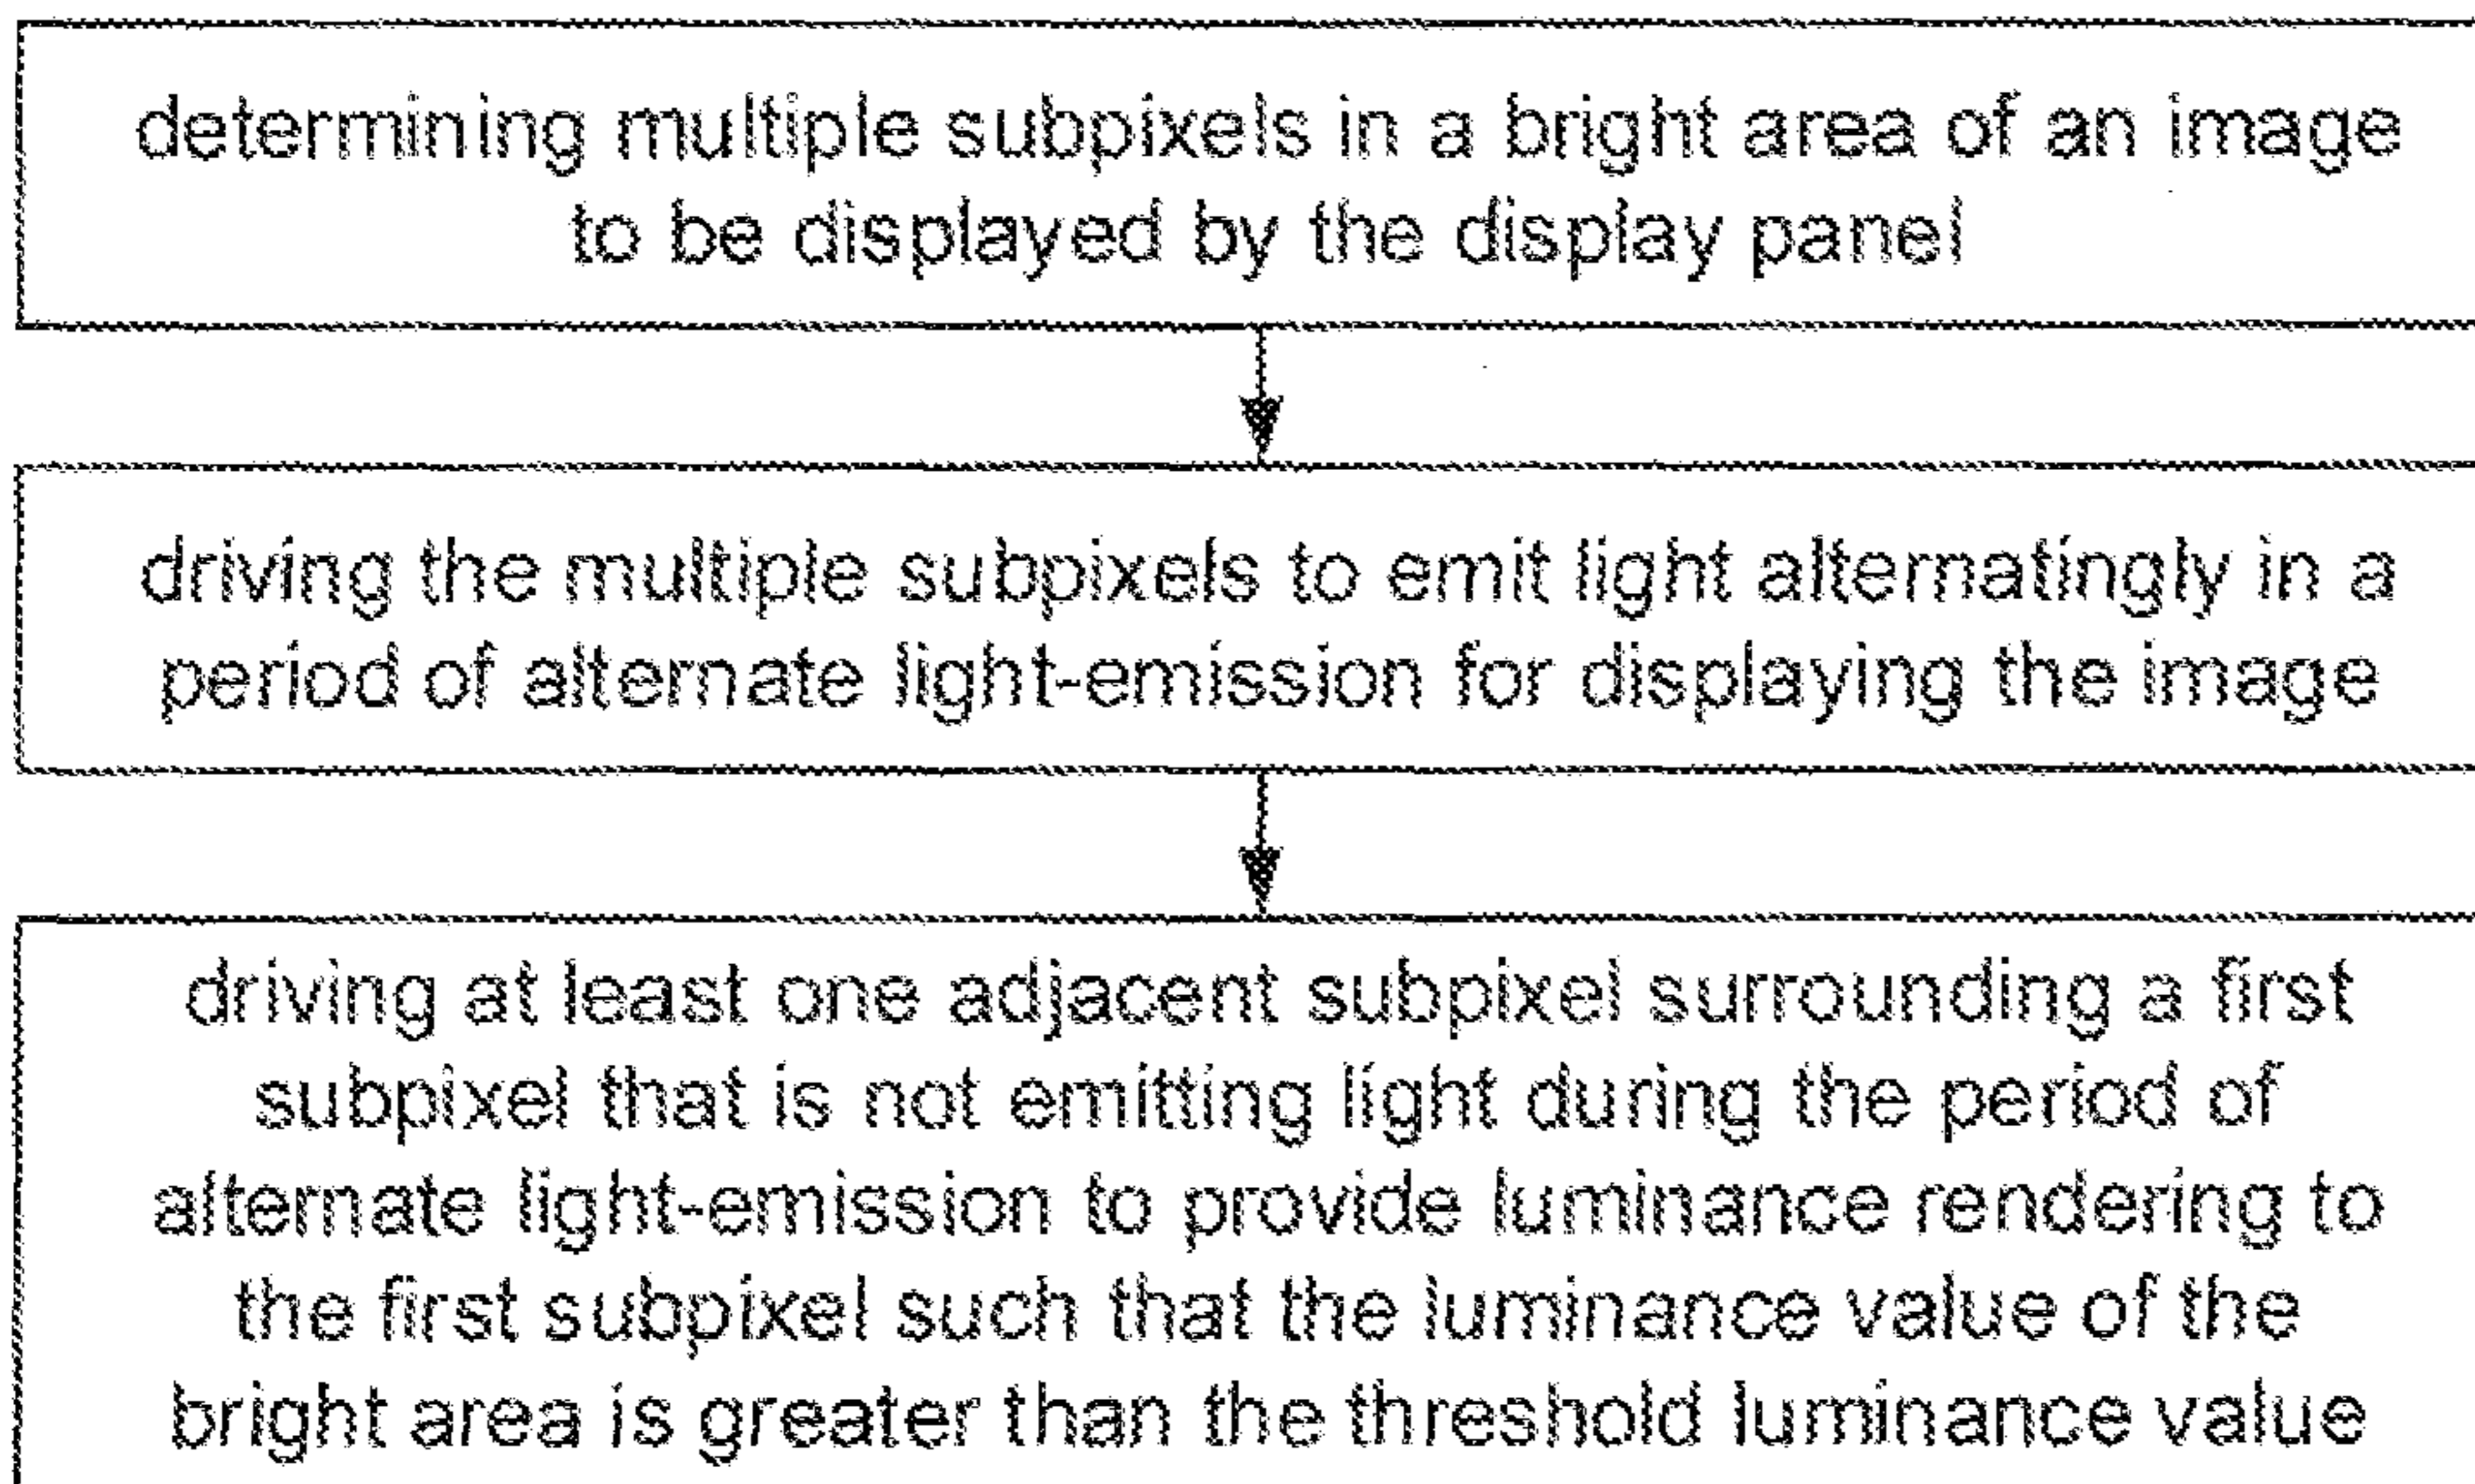 determining multiple subpixels in a bright area of an image
to be displayed by the display panel
driving the multiple subpixels to emit light alternatingly in a
period of alternate light-emission for displaying the image
driving at least one adjacent subpixel surrounding a first
subpixel that is not emitting light during the period of
alternate light-emission to provide luminance rendering to
the first subpixel such that the luminance value of the
bright area is greater than the threshold luminance value